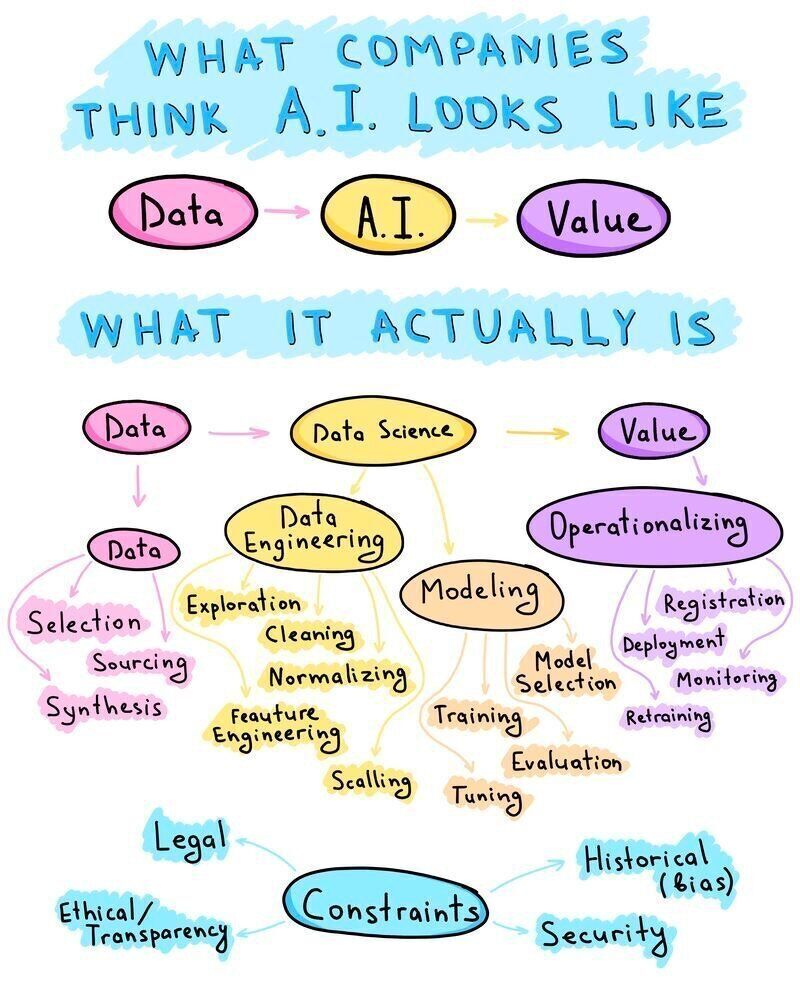 WHAT COMPANIES
THINK A.I. LOOKS LIKE
Data
A.I.
Value
WHAT IT ACTUALLY IS
Data
Data Science
Value
Data
Selection
Sourcing
Synthesis
Data
Engineering
Exploration
Cleaning
Normalizing
Feauture
Engineering
Scalling
Modeling
Model
Selection
Training
Evaluation
Tuning
Operationalizing
Registration
Deployment
Monitoring
Retraining
Constraints
Legal
Ethical/
Transparency
Historical
(bias)
Security